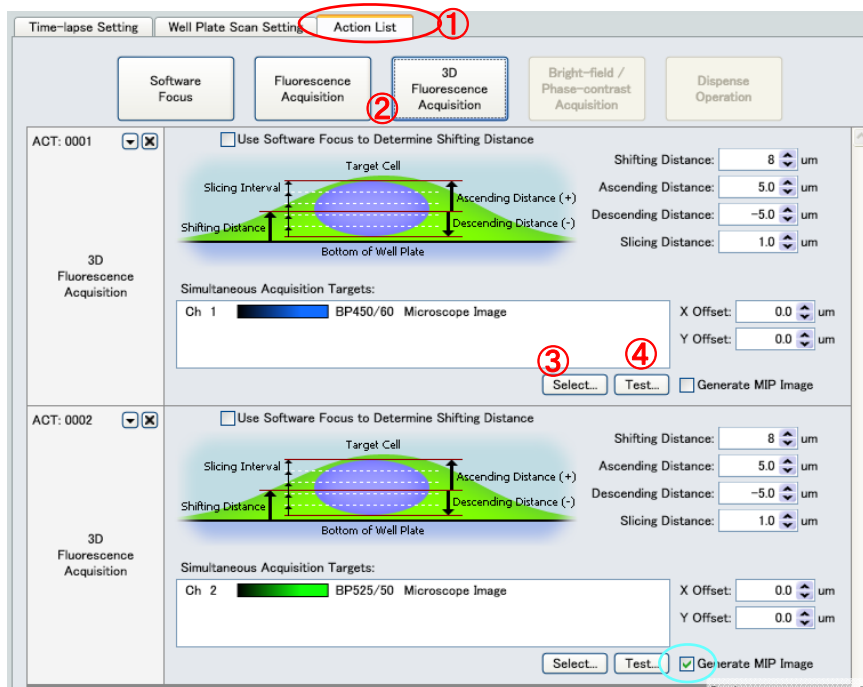 Time-lapse Setting Well Plate Scan Setting Action List ①
Software Focus Fluorescence Acquisition ② 3D Fluorescence Acquisition Bright-field / Phase-contrast Acquisition Dispense Operation
ACT: 0001
3D
Fluorescence
Acquisition
Use Software Focus to Determine Shifting Distance
Target Cell
Slicing Interval
Ascending Distance (+)
Shifting Distance
Descending Distance (-)
Bottom of Well Plate
Shifting Distance: 8 um
Ascending Distance: 5.0 um
Descending Distance: -5.0 um
Slicing Distance: 1.0 um
Simultaneous Acquisition Targets:
Ch 1 BP450/60 Microscope Image
X Offset: 0.0 um
Y Offset: 0.0 um
③ ④
Select... Test... Generate MIP Image
ACT: 0002
3D
Fluorescence
Acquisition
Use Software Focus to Determine Shifting Distance
Target Cell
Slicing Interval
Ascending Distance (+)
Shifting Distance
Descending Distance (-)
Bottom of Well Plate
Shifting Distance: 8 um
Ascending Distance: 5.0 um
Descending Distance: -5.0 um
Slicing Distance: 1.0 um
Simultaneous Acquisition Targets:
Ch 2 BP525/50 Microscope Image
X Offset: 0.0 um
Y Offset: 0.0 um
Select... Test... Generate MIP Image